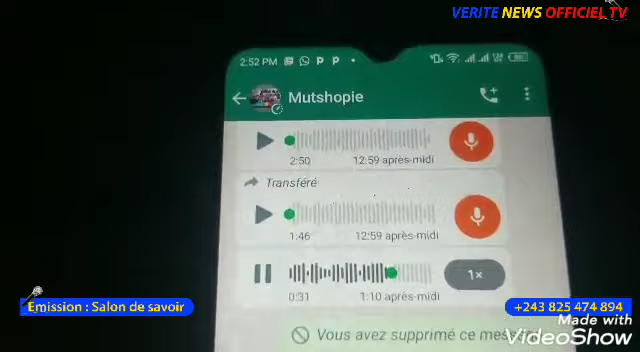 VERITE NEWS OFFICIEL TV
2:52 PM
Mutshopie
2:50 12:59 après-midi
Transféré
1:46 12:59 après-midi
1×
0:31 1:10 après-midi
Emission : Salon de savoir
+243 825 474 894
Vous avez supprimé ce
Made with
VideoShow